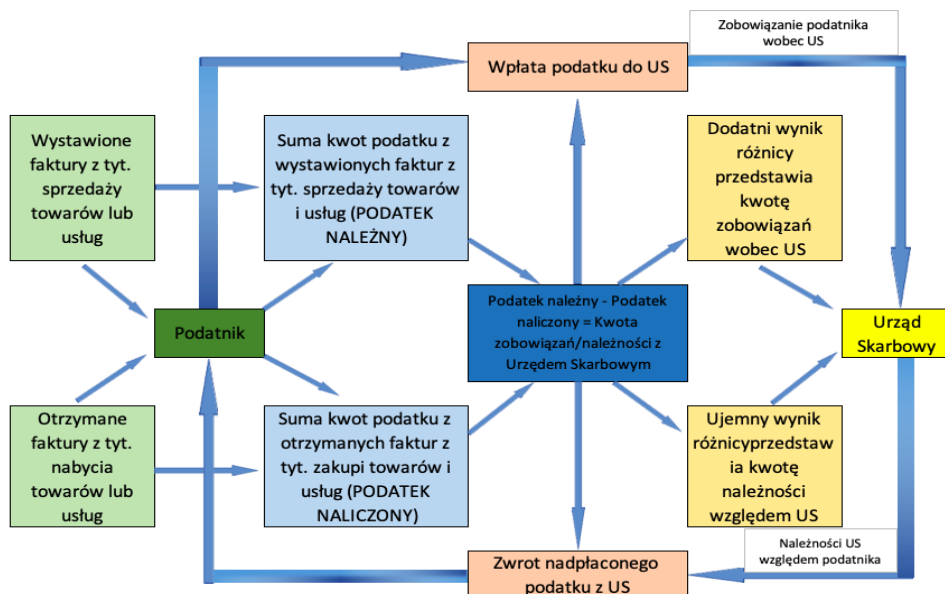 Zobowiązanie podatnika
wobec US
Wpłata podatku do US
Wystawione
faktury z tyt.
sprzedaży
towarów lub
usług
Suma kwot podatku z
wystawionych faktur z
tyt. sprzedaży towarów
i usług (PODATEK
NALEŻNY)
Dodatni wynik
różnicy
przedstawia
kwotę
zobowiązań
wobec US
Podatnik
Podatek należny - Podatek
naliczony = Kwota
zobowiązań/należności z
Urzędem Skarbowym
Urząd
Skarbowy
Otrzymane
faktury z tyt.
nabycia
towarów lub
usług
Suma kwot podatku z
otrzymanych faktur z
tyt. zakupi towarów i
usług (PODATEK
NALICZONY)
Ujemny wynik
różnicyprzedstaw
ia kwotę
należności
względem US
Należności US
względem podatnika
Zwrot nadpłaconego
podatku z US